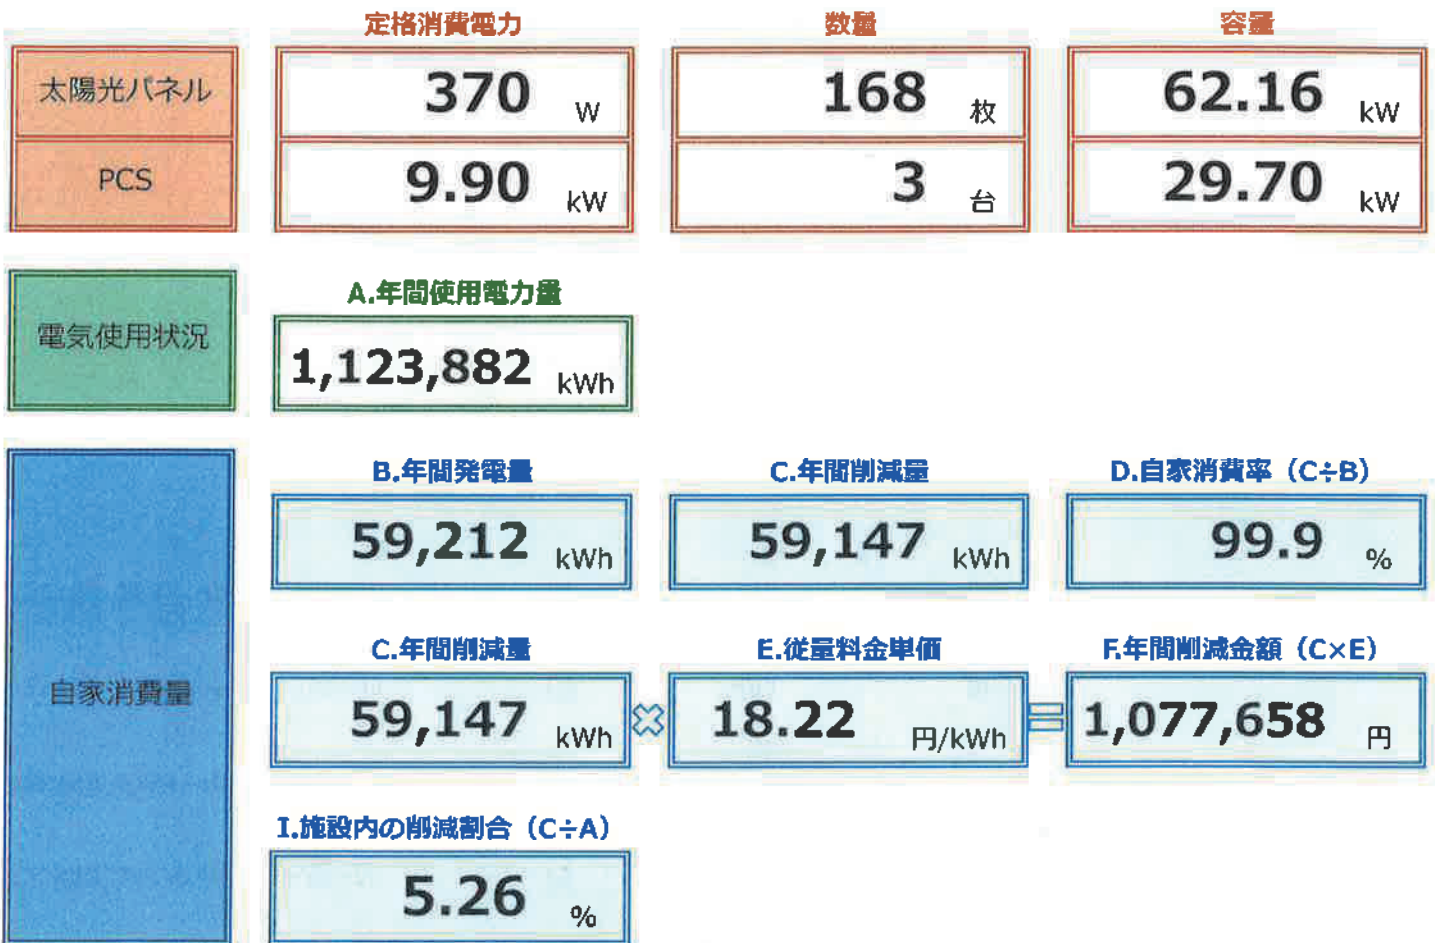 定格消費電力 数量 容量
太陽光パネル 370 W 168 枚 62.16 kW
PCS 9.90 kW 3 台 29.70 kW
A.年間使用電力量
電気使用状況 1,123,882 kWh
B.年間発電量 C.年間削減量 D.自家消費率（C÷B）
59,212 kWh 59,147 kWh 99.9 %
C.年間削減量 E.従量料金単価 F.年間削減金額（C×E）
自家消費量 59,147 kWh × 18.22 円/kWh = 1,077,658 円
I.施設内の削減割合（C÷A）
5.26 %